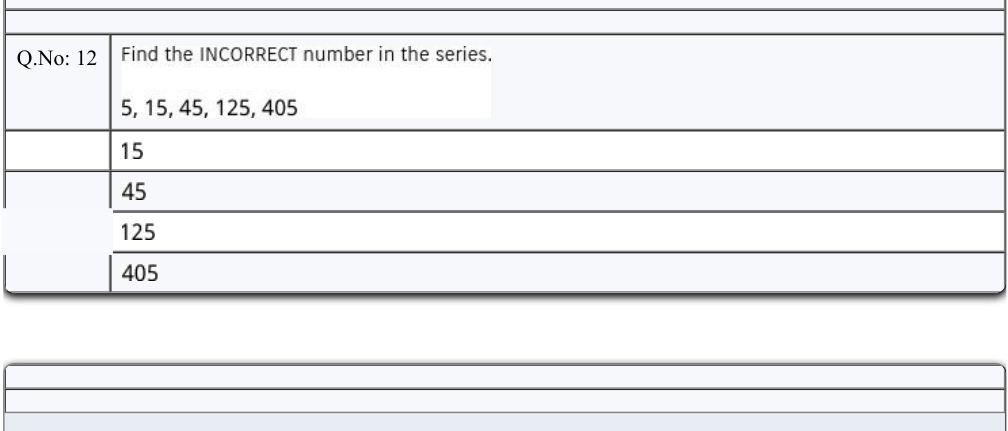 Q.No: 12 Find the INCORRECT number in the series.
5, 15, 45, 125, 405
15
45
125
405